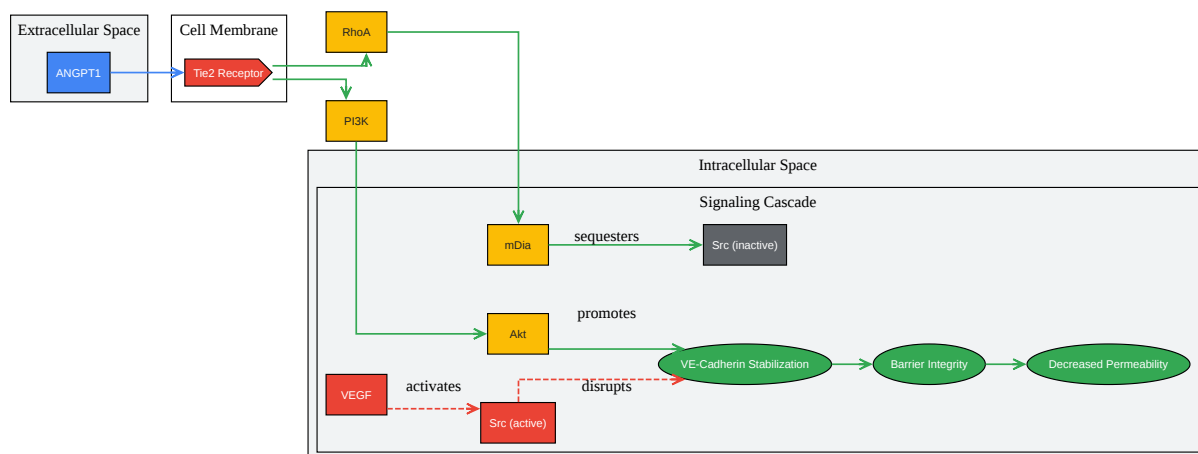 Extracellular Space
ANGPT1
Cell Membrane
Tie2 Receptor
RhoA
PI3K
Intracellular Space
Signaling Cascade
mDia
sequesters
Src (inactive)
Akt
promotes
VE-Cadherin Stabilization
Barrier Integrity
Decreased Permeability
VEGF
activates
Src (active)
disrupts